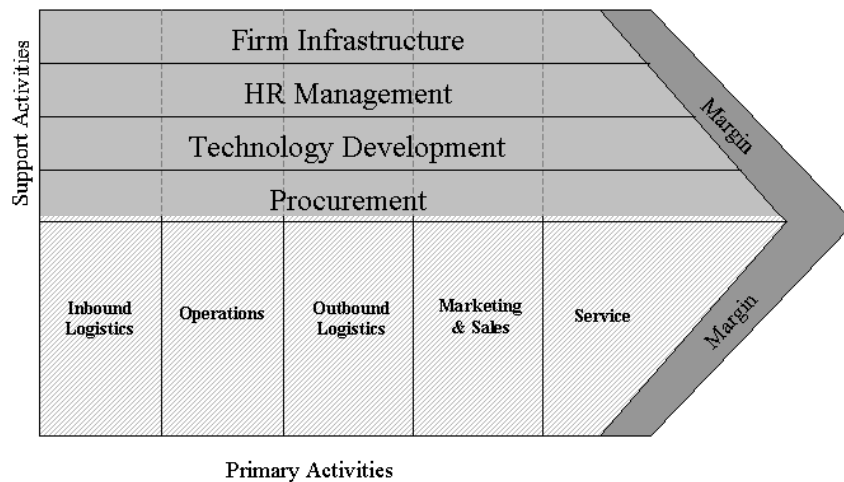 Support Activities
Firm Infrastructure
HR Management
Technology Development
Procurement
Margin
Inbound
Logistics
Operations
Outbound
Logistics
Marketing
& Sales
Service
Margin
Primary Activities